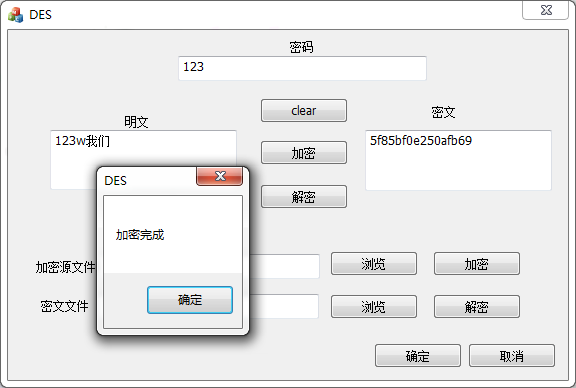 DES
密码
123
clear
明文
密文
123w我们
5f85bf0e250afb69
加密
解密
DES
加密完成
确定
加密源文件
浏览
加密
密文文件
浏览
解密
确定
取消